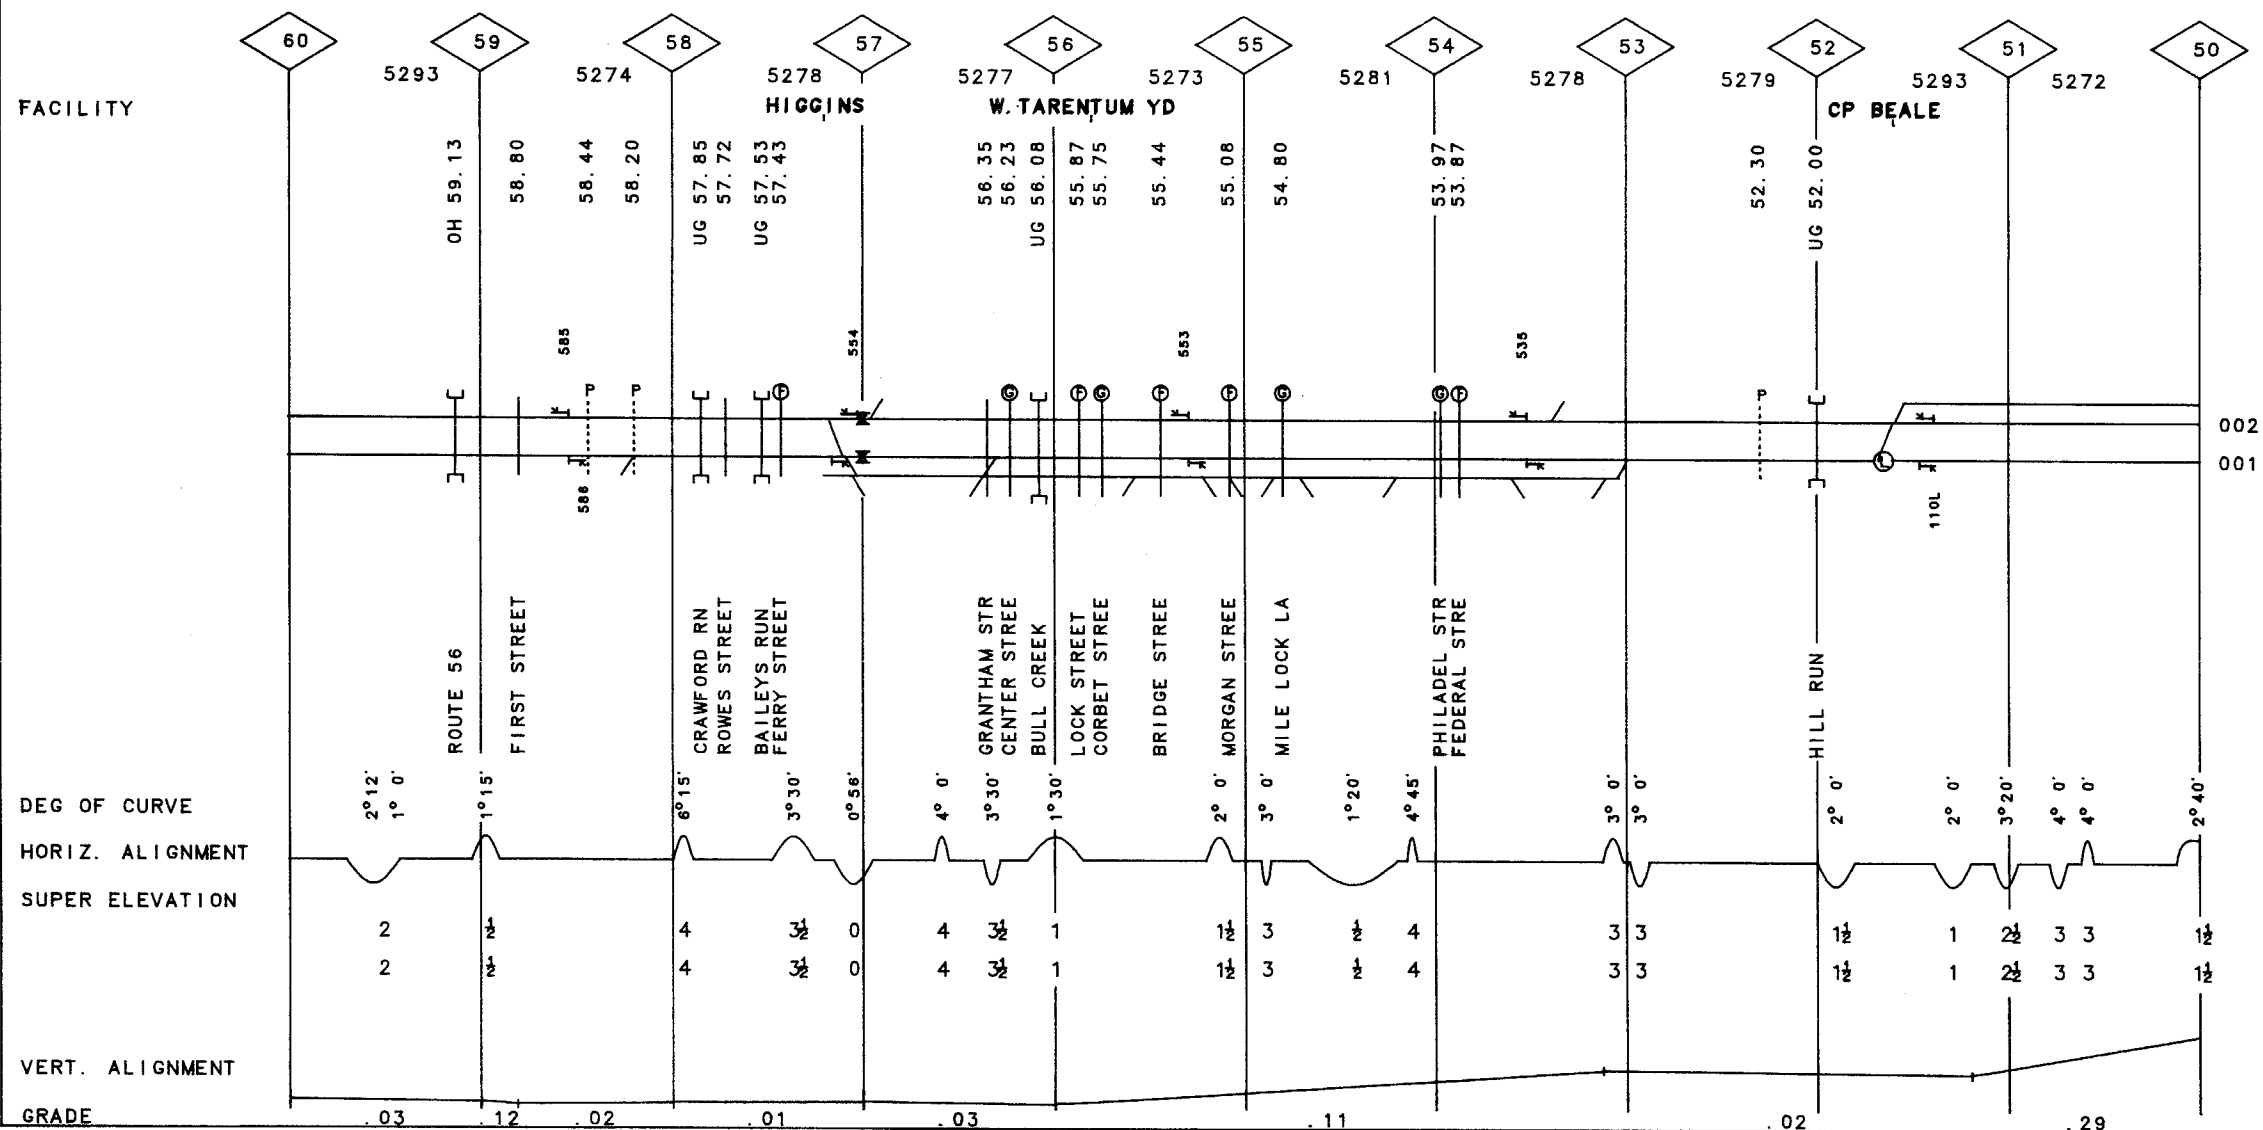 60 59 58 57 56 55 54 53 52 51 50
5293 5274 5278 5277 5273 5281 5278 5279 5293 5272
FACILITY HIGGINS W. TARENTUM YD CP BEALE
OH 59.13
58.80
58.44
58.20
UG 57.85
57.72
UG 57.53
57.43
56.35
56.23
UG 56.08
55.87
55.75
55.44
55.08
54.80
53.97
53.87
52.30
UG 52.00
585
554
553
535
P P F G F G F F G G F P
002
001
L
586
110L
ROUTE 56
FIRST STREET
CRAWFORD RN
ROWES STREET
BAILEYS RUN
FERRY STREET
GRANTHAM STR
CENTER STREE
BULL CREEK
LOCK STREET
CORBET STREE
BRIDGE STREE
MORGAN STREE
MILE LOCK LA
PHILADEL STR
FEDERAL STRE
HILL RUN
DEG OF CURVE 2°12' 1° 0' 1°15' 6°15' 3°30' 0°56' 4° 0' 3°30' 1°30' 2° 0' 3° 0' 1°20' 4°45' 3° 0' 3° 0' 2° 0' 2° 0' 3°20' 4° 0' 4° 0' 2°40'
HORIZ. ALIGNMENT
SUPER ELEVATION
2 ½ 4 3½ 0 4 3½ 1 1½ 3 ½ 4 3 3 1½ 1 2½ 3 3 1½
2 ½ 4 3½ 0 4 3½ 1 1½ 3 ½ 4 3 3 1½ 1 2½ 3 3 1½
VERT. ALIGNMENT
GRADE .03 .12 .02 .01 .03 .11 .02 .29